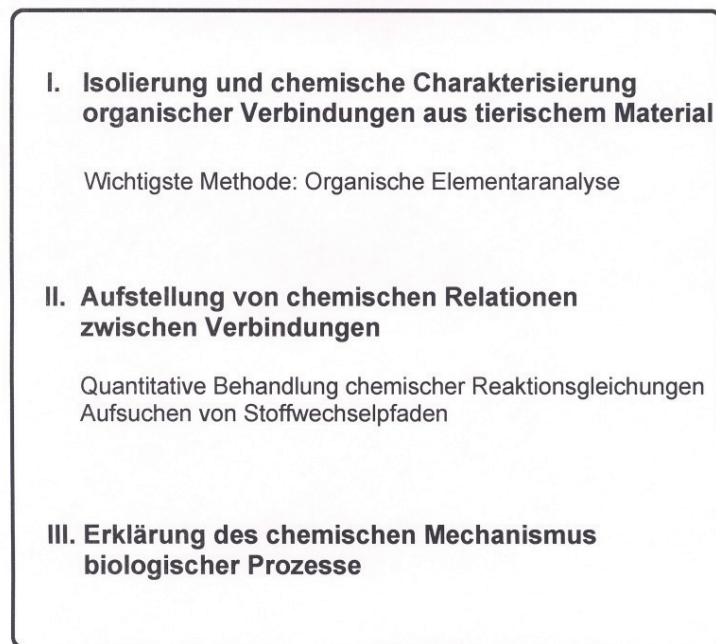 I. Isolierung und chemische Charakterisierung
organischer Verbindungen aus tierischem Material
Wichtigste Methode: Organische Elementaranalyse
II. Aufstellung von chemischen Relationen
zwischen Verbindungen
Quantitative Behandlung chemischer Reaktionsgleichungen
Aufsuchen von Stoffwechselpfaden
III. Erklärung des chemischen Mechanismus
biologischer Prozesse